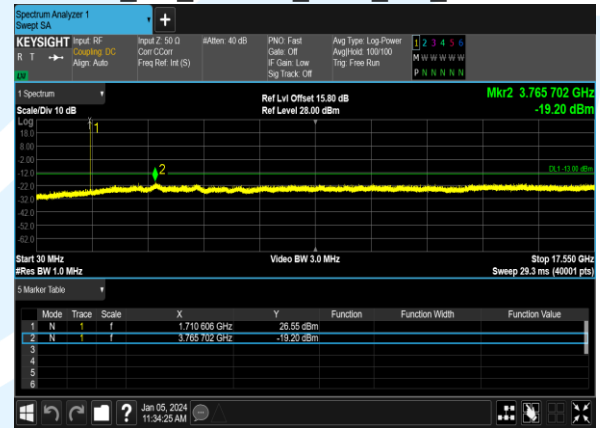 Spectrum Analyzer 1
Swept SA
+
KEYSIGHT Input: RF Input Z: 50 Ω #Atten: 40 dB PNO: Fast Avg Type: Log-Power 1 2 3 4 5 6
R T Coupling: DC Corr CCorr Gate: Off Avg|Hold: 100/100 M W W W W W
Align: Auto Freq Ref: Int (S) IF Gain: Low Trig: Free Run
LV Sig Track: Off P N N N N N
1 Spectrum Ref Lvl Offset 15.80 dB Mkr2 3.765 702 GHz
Scale/Div 10 dB Ref Level 28.00 dBm -19.20 dBm
Log
1
18.0
8.00
-2.00
-12.0 2 DL1 -13.00 dBm
-22.0
-32.0
-42.0
-52.0
-62.0
Start 30 MHz Video BW 3.0 MHz Stop 17.550 GHz
#Res BW 1.0 MHz Sweep 29.3 ms (40001 pts)
5 Marker Table
Mode Trace Scale X Y Function Function Width Function Value
1 N 1 f 1.710 606 GHz 26.55 dBm
2 N 1 f 3.765 702 GHz -19.20 dBm
3
4
5
6
? Jan 05, 2024
11:34:25 AM